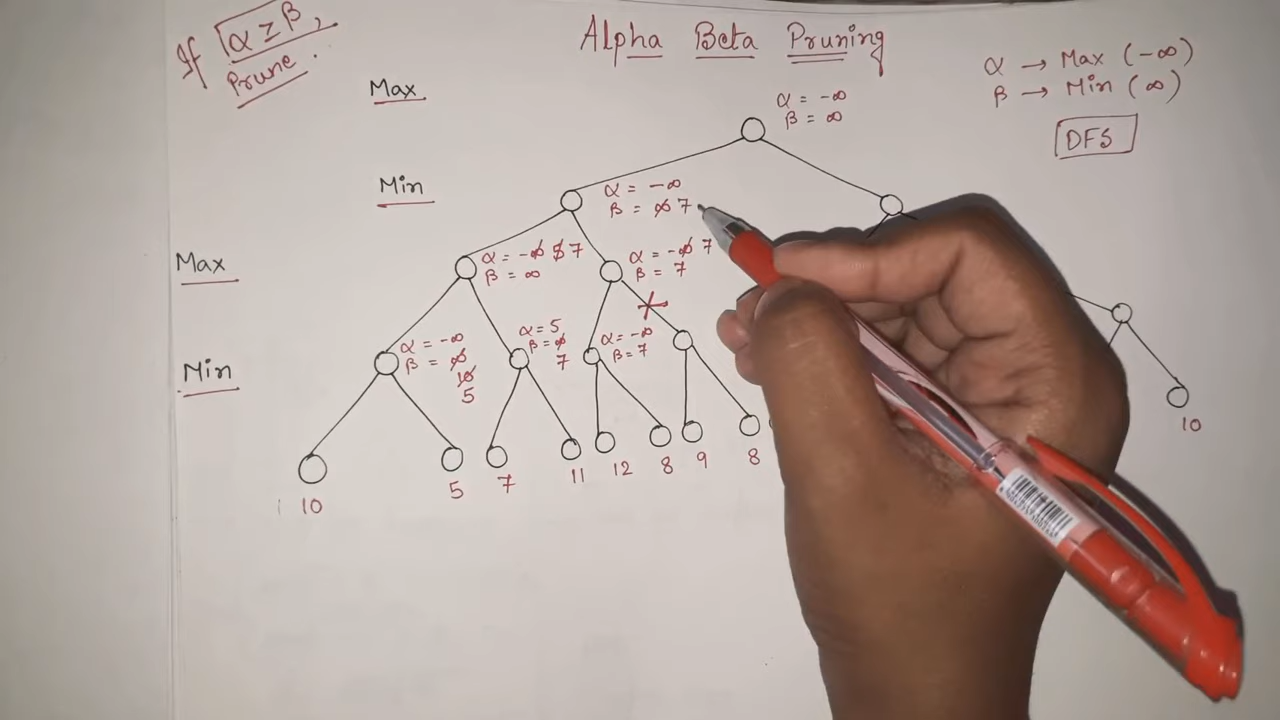 If α ≥ β,
Prune.
Alpha Beta Pruning
α → Max (-∞)
β → Min (∞)
DFS
Max
α = -∞
β = ∞
Min
α = -∞
β = ∞ 7
Max
α = -∞ 5 7
β = ∞
α = -∞ 7
β = 7
Min
α = -∞
β = ∞
10
5
α = 5
β = ∞
7
α = -∞
β = 7
10
5
7
11
12
8
9
8
10